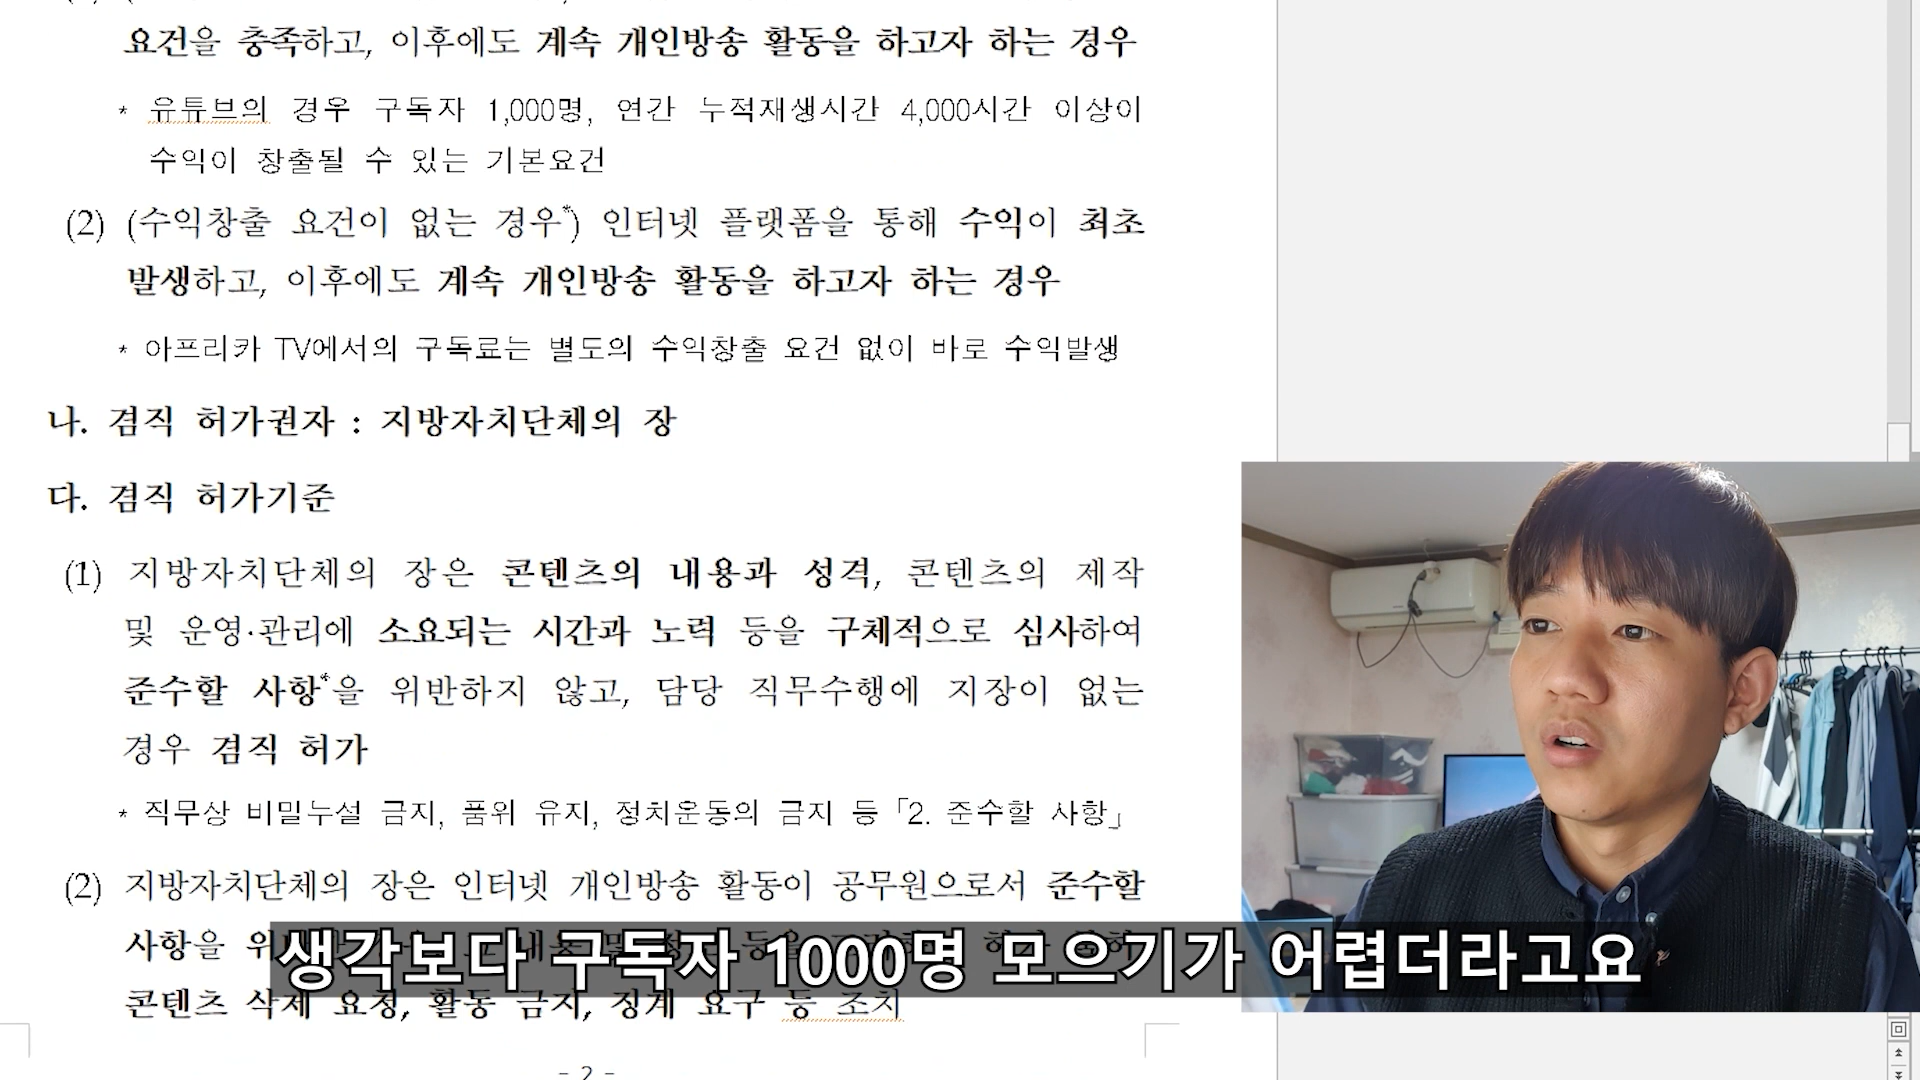 요건을 충족하고, 이후에도 계속 개인방송 활동을 하고자 하는 경우
* 유튜브의 경우 구독자 1,000명, 연간 누적재생시간 4,000시간 이상이
수익이 창출될 수 있는 기본요건
(2) (수익창출 요건이 없는 경우*) 인터넷 플랫폼을 통해 수익이 최초
발생하고, 이후에도 계속 개인방송 활동을 하고자 하는 경우
* 아프리카 TV에서의 구독료는 별도의 수익창출 요건 없이 바로 수익발생
나. 겸직 허가권자 : 지방자치단체의 장
다. 겸직 허가기준
(1) 지방자치단체의 장은 콘텐츠의 내용과 성격, 콘텐츠의 제작
및 운영·관리에 소요되는 시간과 노력 등을 구체적으로 심사하여
준수할 사항*을 위반하지 않고, 담당 직무수행에 지장이 없는
경우 겸직 허가
* 직무상 비밀누설 금지, 품위 유지, 정치운동의 금지 등 「2. 준수할 사항」
(2) 지방자치단체의 장은 인터넷 개인방송 활동이 공무원으로서 준수할
사항을
생각보다 구독자 1000명 모으기가 어렵더라고요
콘텐츠 삭제 요청, 활동 금지, 징계 요구 등 조치
- 2 -